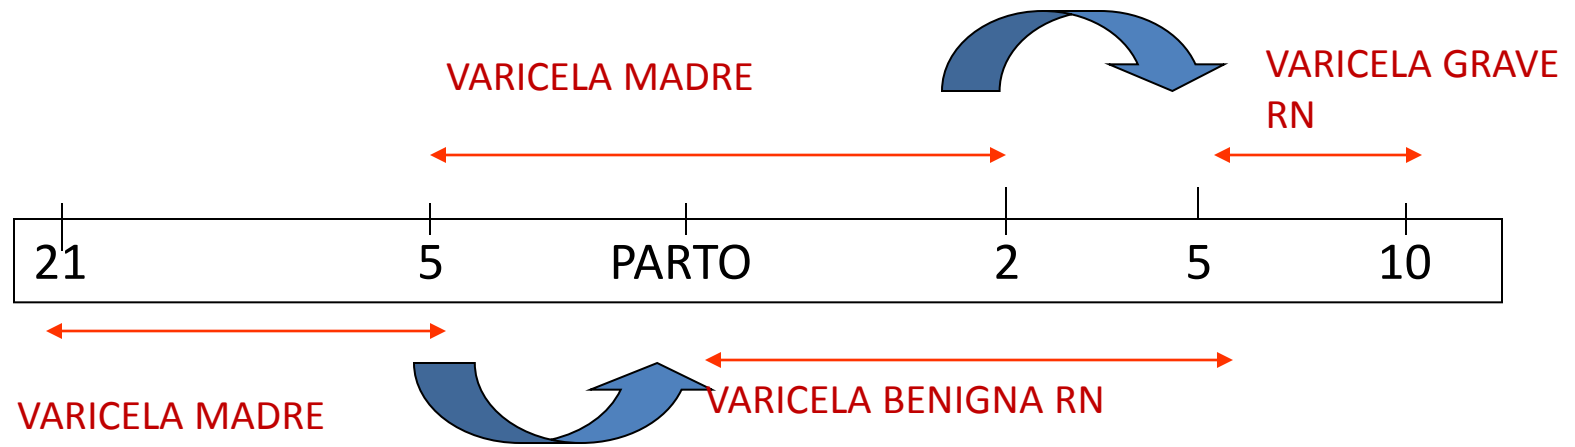 VARICELA MADRE
VARICELA GRAVE
RN
21 5 PARTO 2 5 10
VARICELA MADRE
VARICELA BENIGNA RN